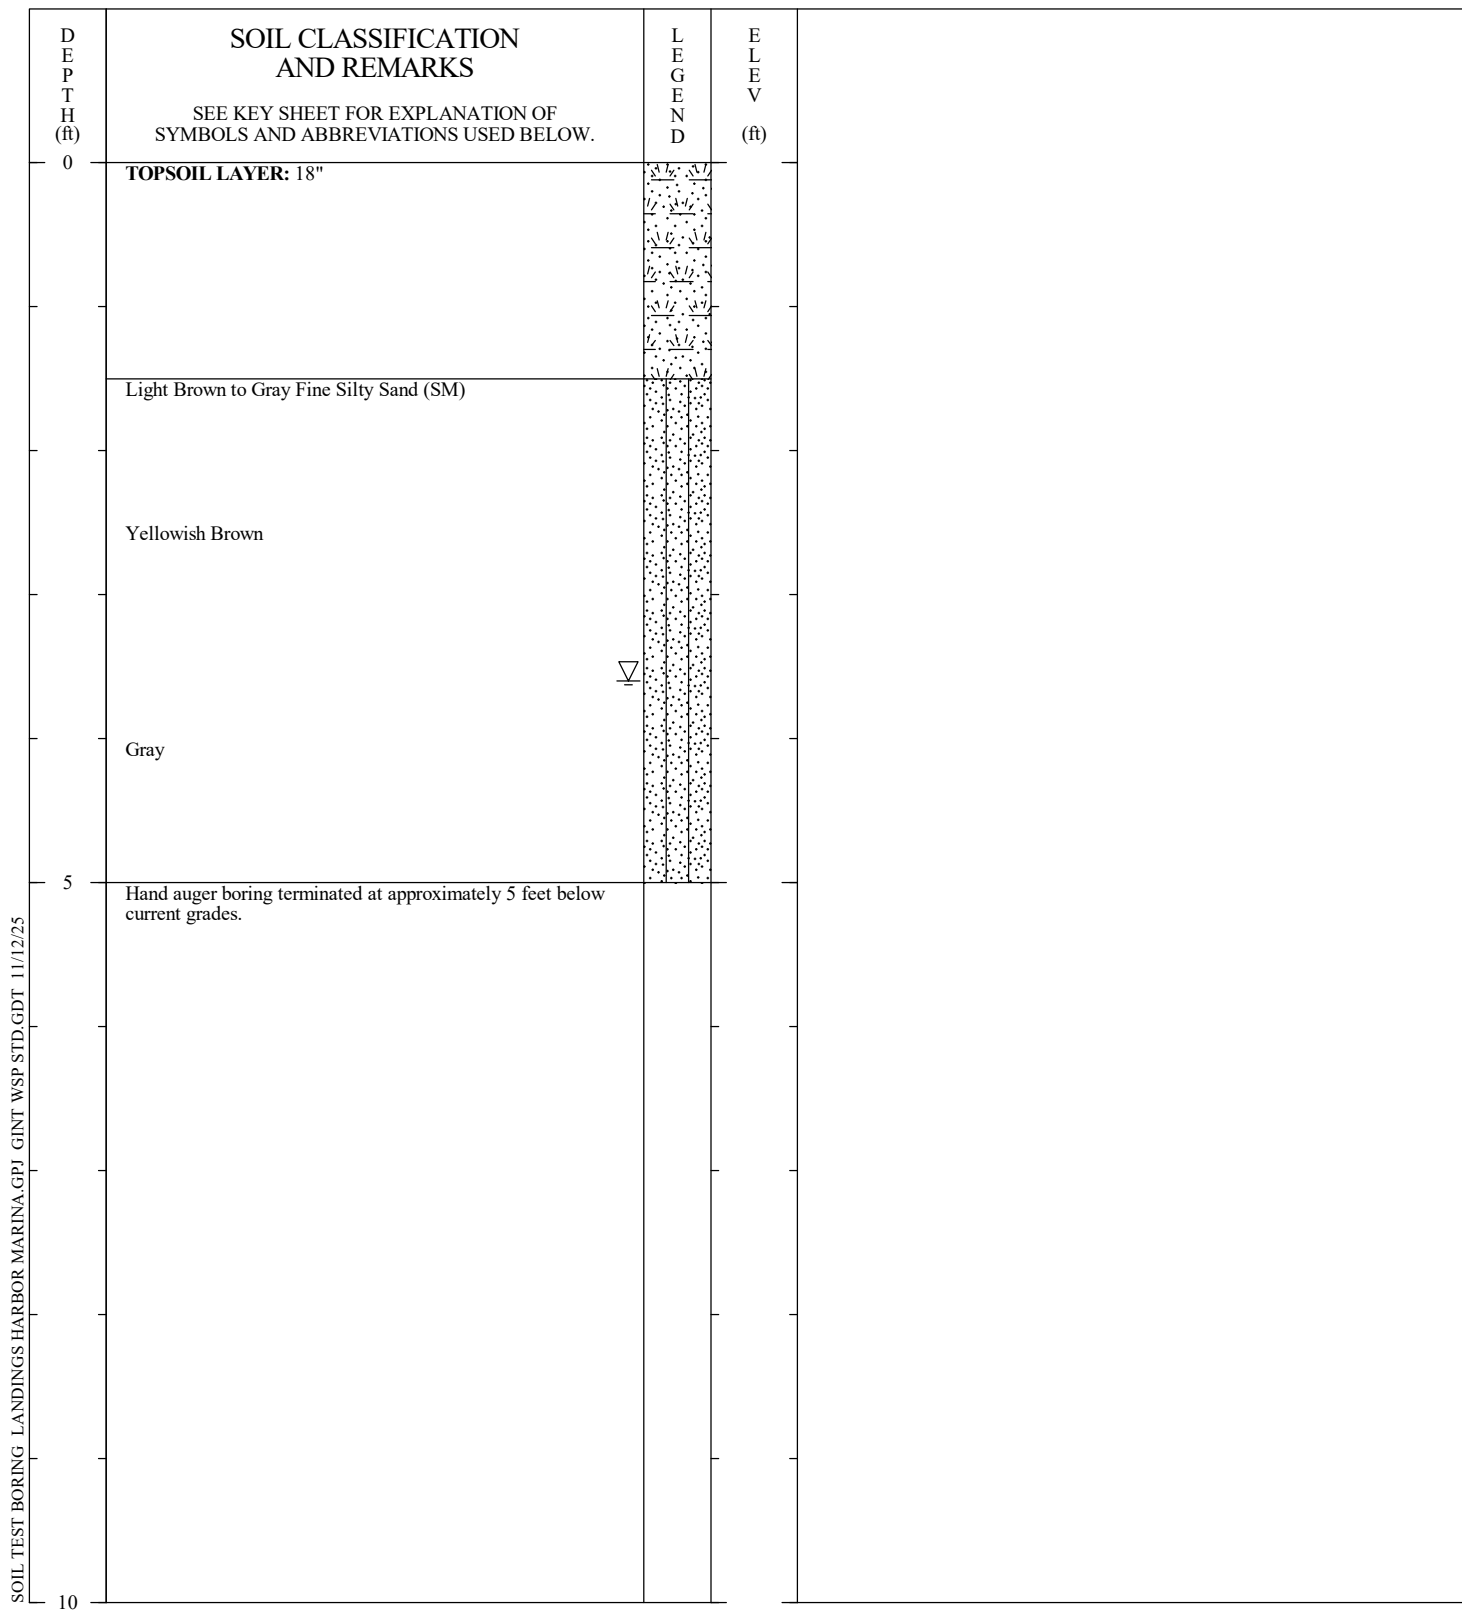 DEPTH
(ft)
SOIL CLASSIFICATION
AND REMARKS
SEE KEY SHEET FOR EXPLANATION OF
SYMBOLS AND ABBREVIATIONS USED BELOW.
LEGEND
ELEV
(ft)
0
TOPSOIL LAYER: 18"
Light Brown to Gray Fine Silty Sand (SM)
Yellowish Brown
Gray
5
Hand auger boring terminated at approximately 5 feet below
current grades.
10
SOIL TEST BORING LANDINGS HARBOR MARINA.GPJ GINT WSP STD.GDT 11/12/25